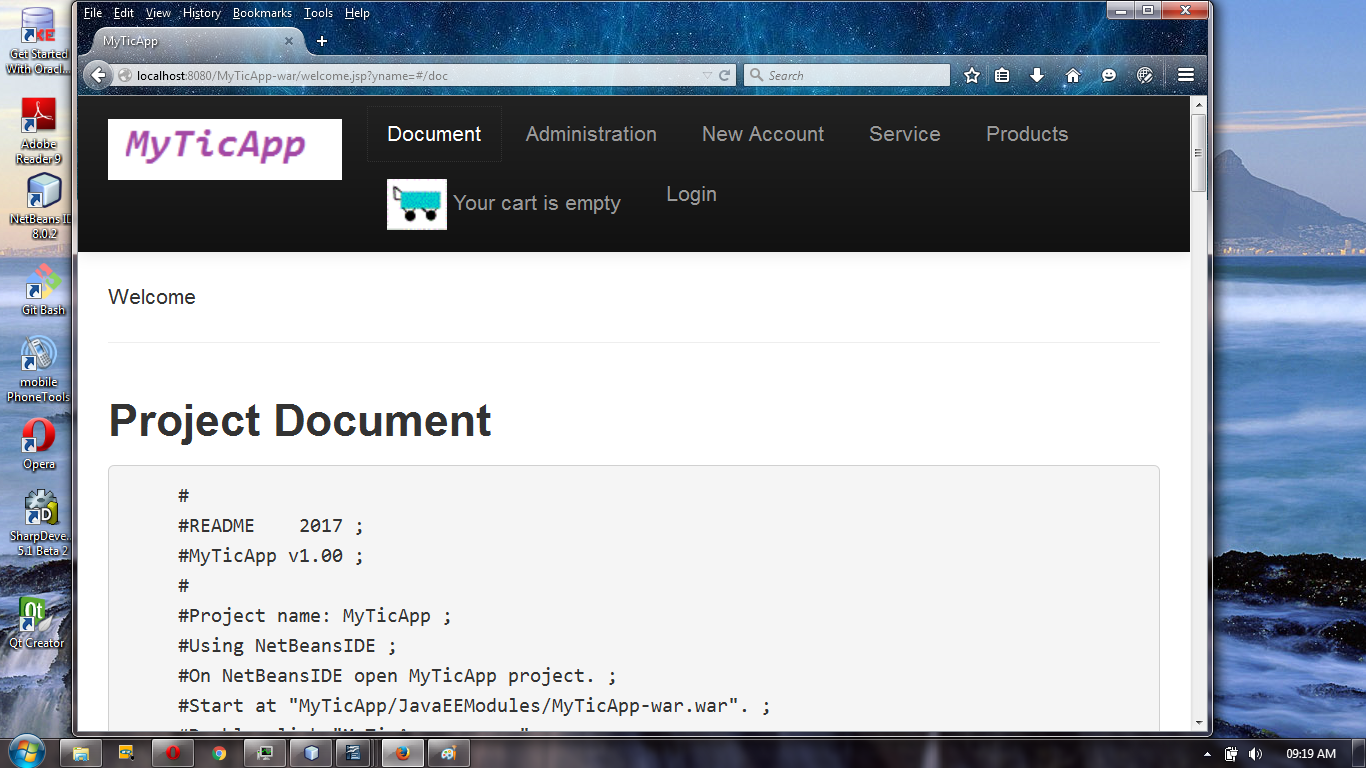 File Edit View History Bookmarks Tools Help
MyTicApp
localhost:8080/MyTicApp-war/welcome.jsp?yname=#/doc
Search
MyTicApp
Document Administration New Account Service Products
Your cart is empty Login
Welcome
Project Document
#
#README 2017 ;
#MyTicApp v1.00 ;
#
#Project name: MyTicApp ;
#Using NetBeansIDE ;
#On NetBeansIDE open MyTicApp project. ;
#Start at "MyTicApp/JavaEEModules/MyTicApp-war.war". ;
Get Started
With Oracl...
Adobe
Reader 9
NetBeans ID
8.0.2
Git Bash
mobile
PhoneTools
Opera
SharpDeve...
5.1 Beta 2
Qt Creator
09:19 AM